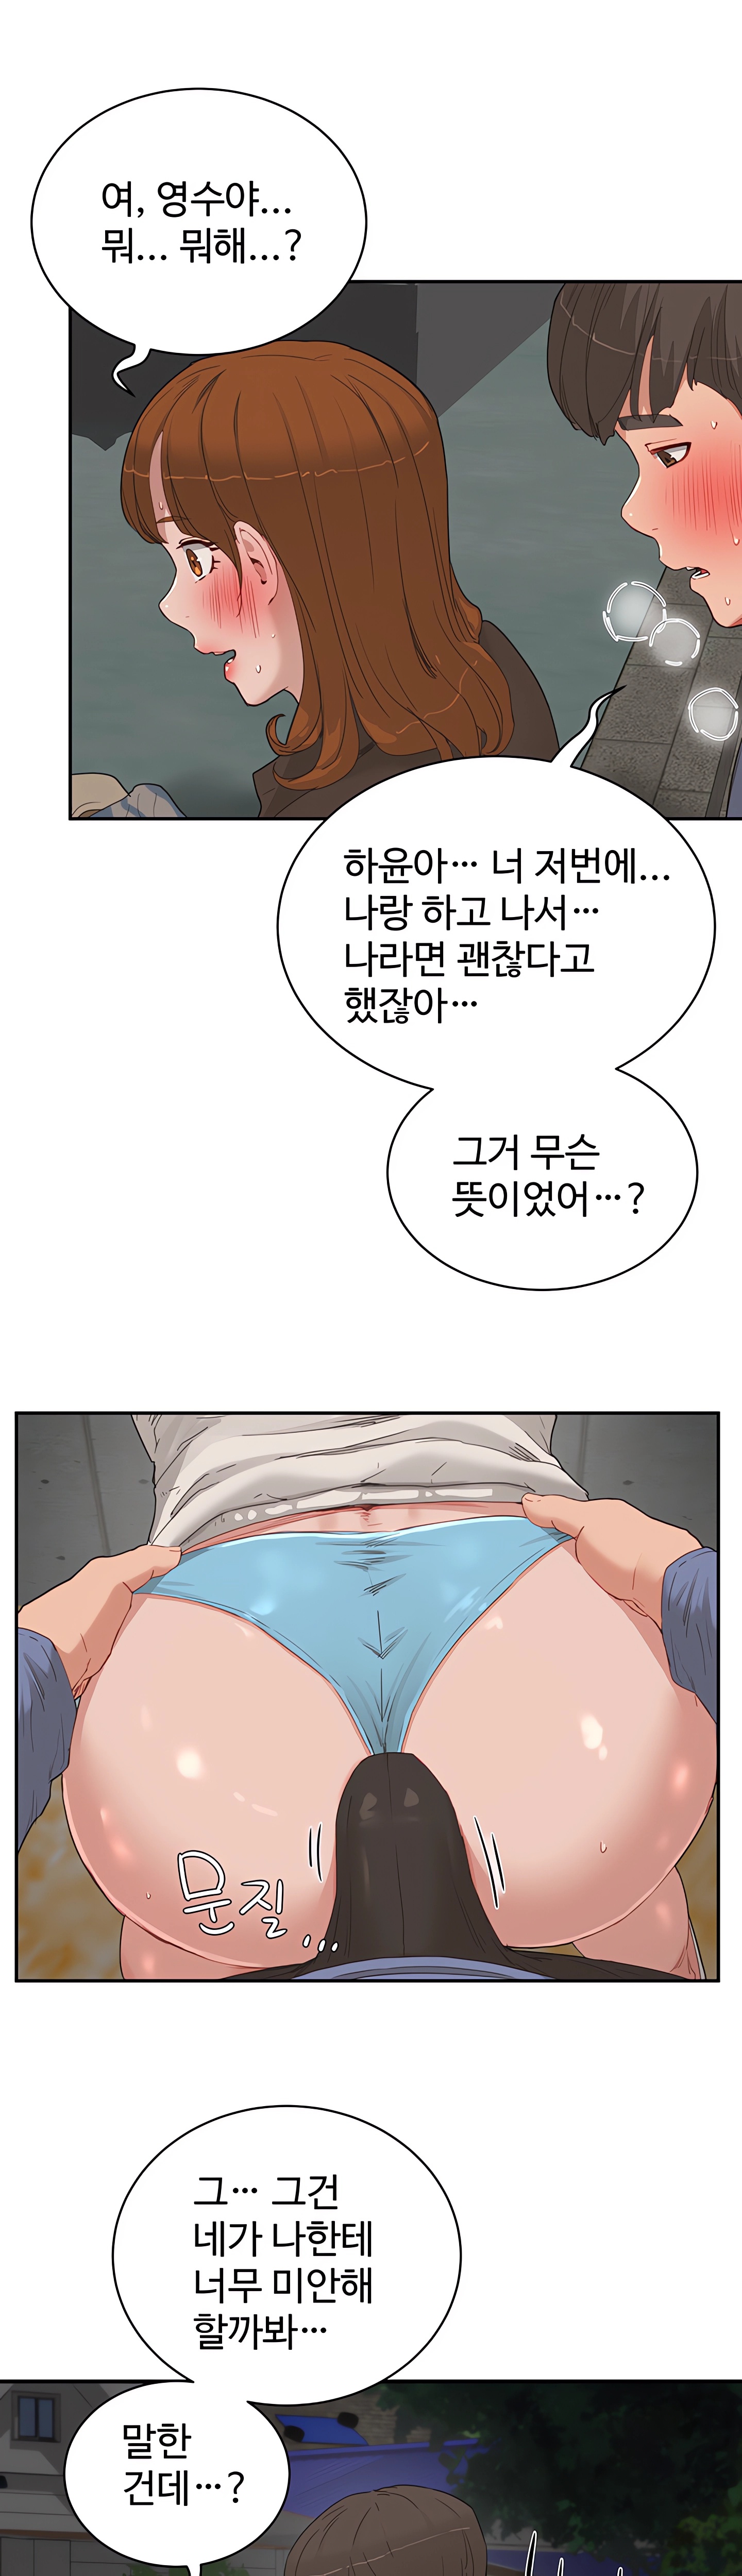 여, 영수야...
뭐... 뭐해...?
하윤아… 너 저번에...
나랑 하고 나서…
나라면 괜찮다고
했잖아…
그거 무슨
뜻이었어…?
문질...
그… 그건
네가 나한테
너무 미안해
할까봐…
말한
건데…?